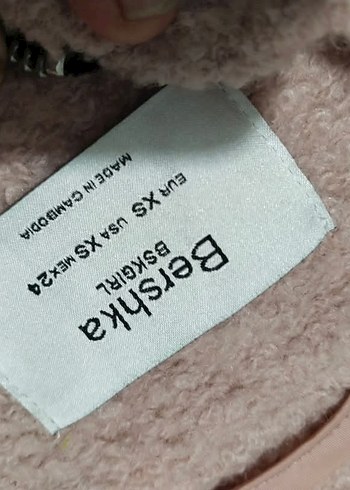 Bershka
BSKGIRL
EUR XS USA XS MEX 24
MADE IN CAMBODIA